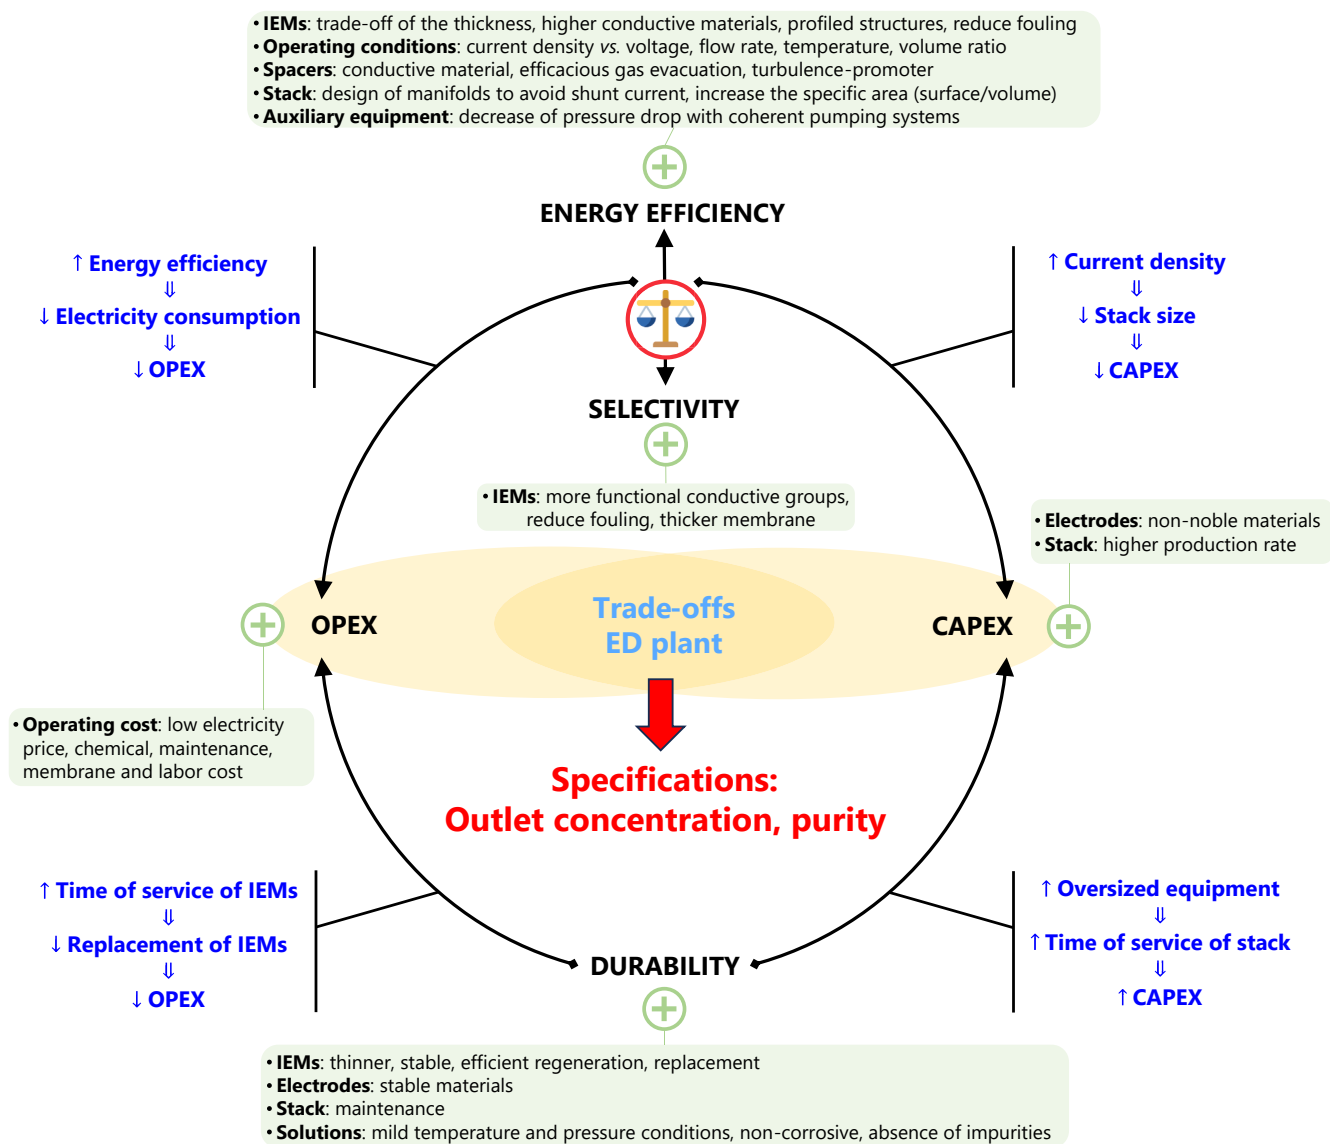 • IEMs: trade-off of the thickness, higher conductive materials, profiled structures, reduce fouling
• Operating conditions: current density vs. voltage, flow rate, temperature, volume ratio
• Spacers: conductive material, efficacious gas evacuation, turbulence-promoter
• Stack: design of manifolds to avoid shunt current, increase the specific area (surface/volume)
• Auxiliary equipment: decrease of pressure drop with coherent pumping systems
ENERGY EFFICIENCY
↑ Energy efficiency
⇓
↓ Electricity consumption
⇓
↓ OPEX
↑ Current density
⇓
↓ Stack size
⇓
↓ CAPEX
SELECTIVITY
• IEMs: more functional conductive groups,
reduce fouling, thicker membrane
• Electrodes: non-noble materials
• Stack: higher production rate
OPEX
Trade-offs
ED plant
CAPEX
• Operating cost: low electricity
price, chemical, maintenance,
membrane and labor cost
Specifications:
Outlet concentration, purity
↑ Time of service of IEMs
⇓
↓ Replacement of IEMs
⇓
↓ OPEX
↑ Oversized equipment
⇓
↑ Time of service of stack
⇓
↑ CAPEX
DURABILITY
• IEMs: thinner, stable, efficient regeneration, replacement
• Electrodes: stable materials
• Stack: maintenance
• Solutions: mild temperature and pressure conditions, non-corrosive, absence of impurities